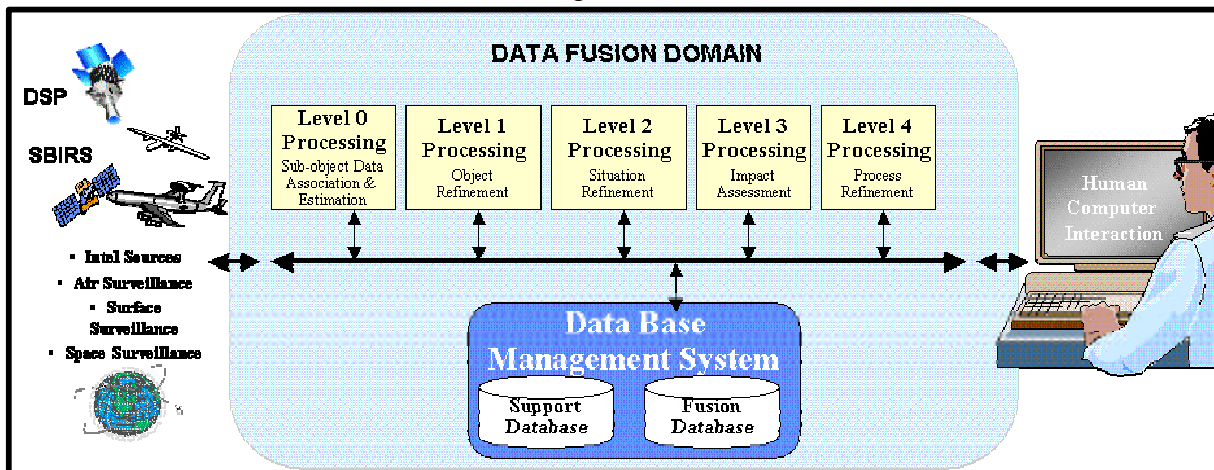 DATA FUSION DOMAIN
DSP
SBIRS
• Intel Sources
• Air Surveillance
• Surface
Surveillance
• Space Surveillance
Level 0
Processing
Sub-object Data
Association &
Estimation
Level 1
Processing
Object
Refinement
Level 2
Processing
Situation
Refinement
Level 3
Processing
Impact
Assessment
Level 4
Processing
Process
Refinement
Human
Computer
Interaction
Data Base
Management System
Support
Database
Fusion
Database